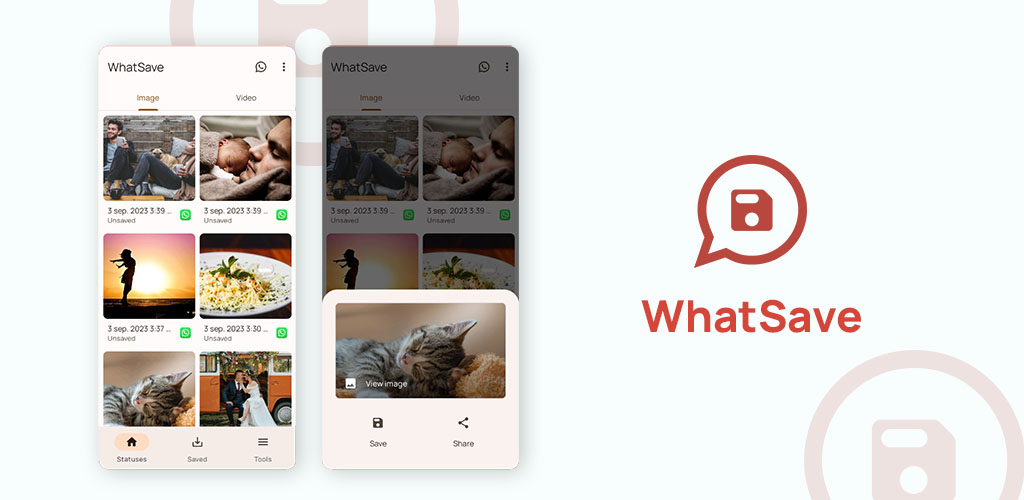 WhatSave
Image Video
3 sep. 2023 3:39 ...
Unsaved
3 sep. 2023 3:39 ...
Unsaved
3 sep. 2023 3:37 ...
Unsaved
3 sep. 2023 3:30 ...
Unsaved
Statuses Saved Tools
WhatSave
Image Video
3 sep. 2023 3:39 ...
Unsaved
3 sep. 2023 3:39 ...
Unsaved
View image
Save Share
WhatSave